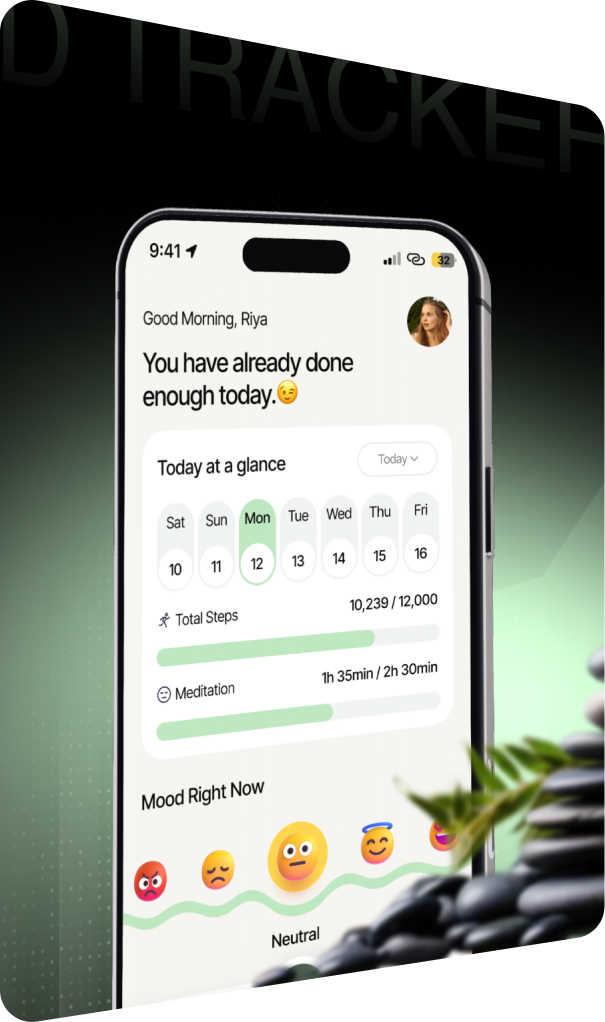 D TRACKER
9:41
32
Good Morning, Riya
You have already done
enough today.😉
Today at a glance
Today
Sat Sun Mon Tue Wed Thu Fri
10 11 12 13 14 15 16
Total Steps 10,239 / 12,000
Meditation 1h 35min / 2h 30min
Mood Right Now
Neutral